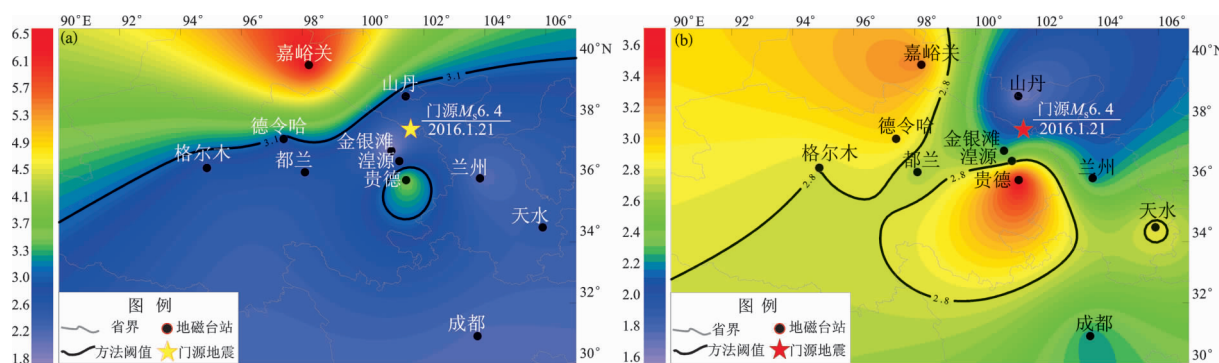 90°E 92° 94° 96° 98° 100° 102° 104° 106°
(a)
6.5
6.1
5.7
5.3
4.9
4.5
4.1
3.7
3.3
3.0
2.6
2.2
1.8
40°N
38°
36°
34°
32°
30°
嘉峪关
山丹
3.1
门源Ms6.4
2016.1.21
德令哈
3.1
金银滩
格尔木
都兰
湟源
贵德
兰州
天水
成都
图 例
省界
地磁台站
方法阈值
门源地震
90°E 92° 94° 96° 98° 100° 102° 104° 106°
(b)
3.6
3.4
3.2
3.0
2.8
2.6
2.4
2.2
2.0
1.8
1.6
40°N
38°
36°
34°
32°
30°
嘉峪关
2.8
山丹
门源Ms6.4
2016.1.21
德令哈
金银滩
格尔木
都兰
湟源
2.8
2.8
贵德
兰州
天水
2.8
成都
图 例
省界
地磁台站
方法阈值
门源地震